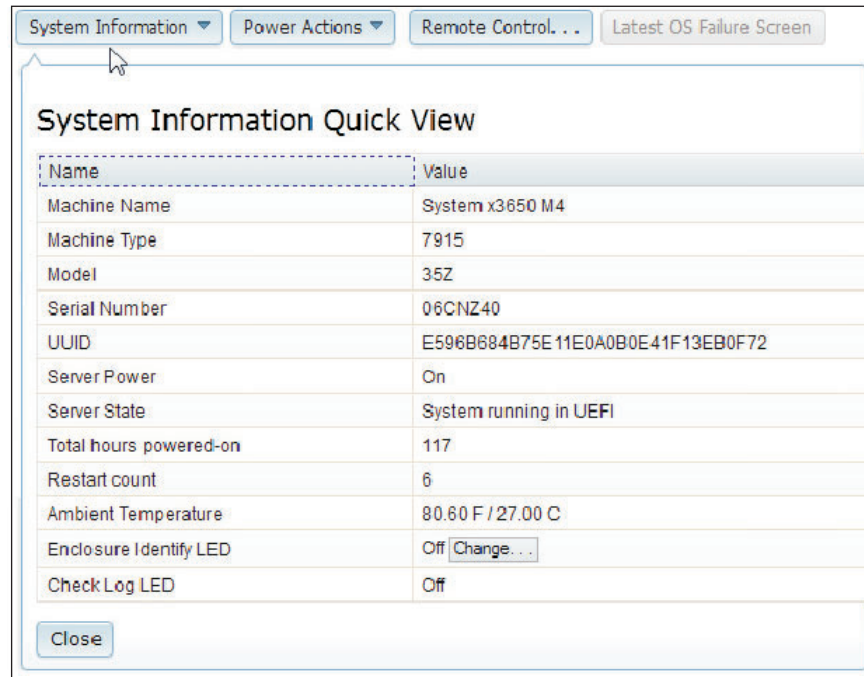 System Information Power Actions Remote Control. . . Latest OS Failure Screen
System Information Quick View
Name Value
Machine Name System x3650 M4
Machine Type 7915
Model 35Z
Serial Number 06CNZ40
UUID E596B684B75E11E0A0B0E41F13EB0F72
Server Power On
Server State System running in UEFI
Total hours powered-on 117
Restart count 6
Ambient Temperature 80.60 F / 27.00 C
Enclosure Identify LED Off Change. . .
Check Log LED Off
Close